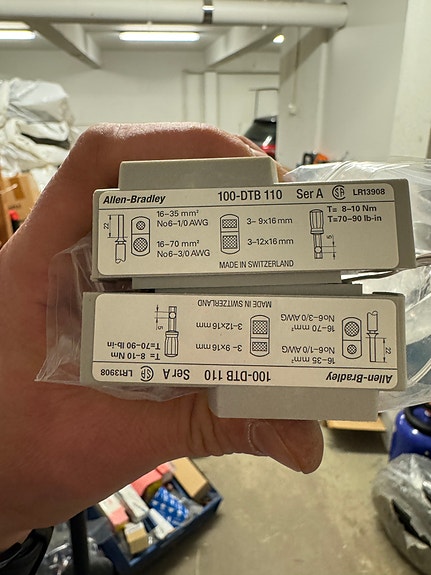 Allen-Bradley 100-DTB 110 Ser A SA LR13908
16-35 mm²
No6-1/0 AWG
16-70 mm²
No6-3/0 AWG
22
3- 9x16 mm
3-12x16 mm
T= 8-10 Nm
T=70-90 lb-in
5
MADE IN SWITZERLAND
Allen-Bradley 100-DTB 110 Ser A SA LR13908
16-35 mm²
No6-1/0 AWG
16-70 mm²
No6-3/0 AWG
22
3- 9x16 mm
3-12x16 mm
T= 8-10 Nm
T=70-90 lb-in
5
MADE IN SWITZERLAND